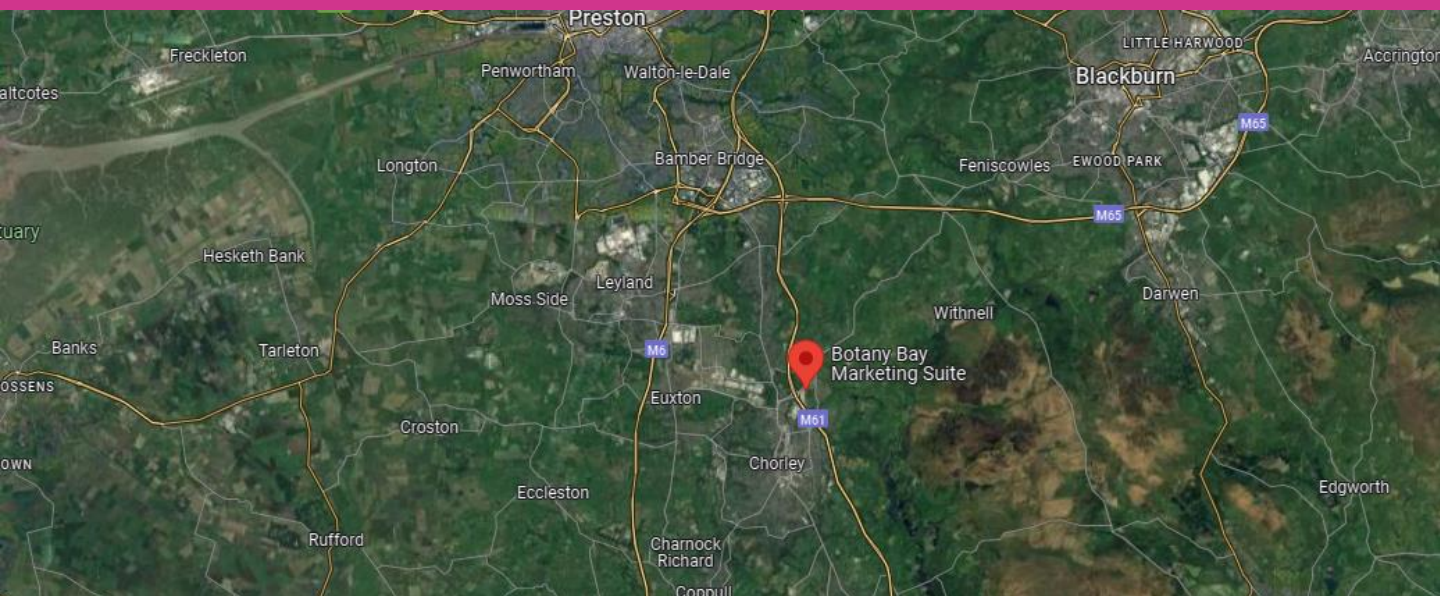 Preston
LITTLE HARWOOD
Freckleton
Accrington
Penwortham
Walton-le-Dale
Blackburn
altcotes
M65
Longton
Bamber Bridge
Feniscowles
EWOOD PARK
M65
tuary
Hesketh Bank
Leyland
Moss Side
Darwen
Withnell
Banks
Tarleton
M6
Botany Bay
Marketing Suite
OSSENS
Euxton
M61
Croston
Chorley
OWN
Eccleston
Edgworth
Rufford
Charnock
Richard
Coppull